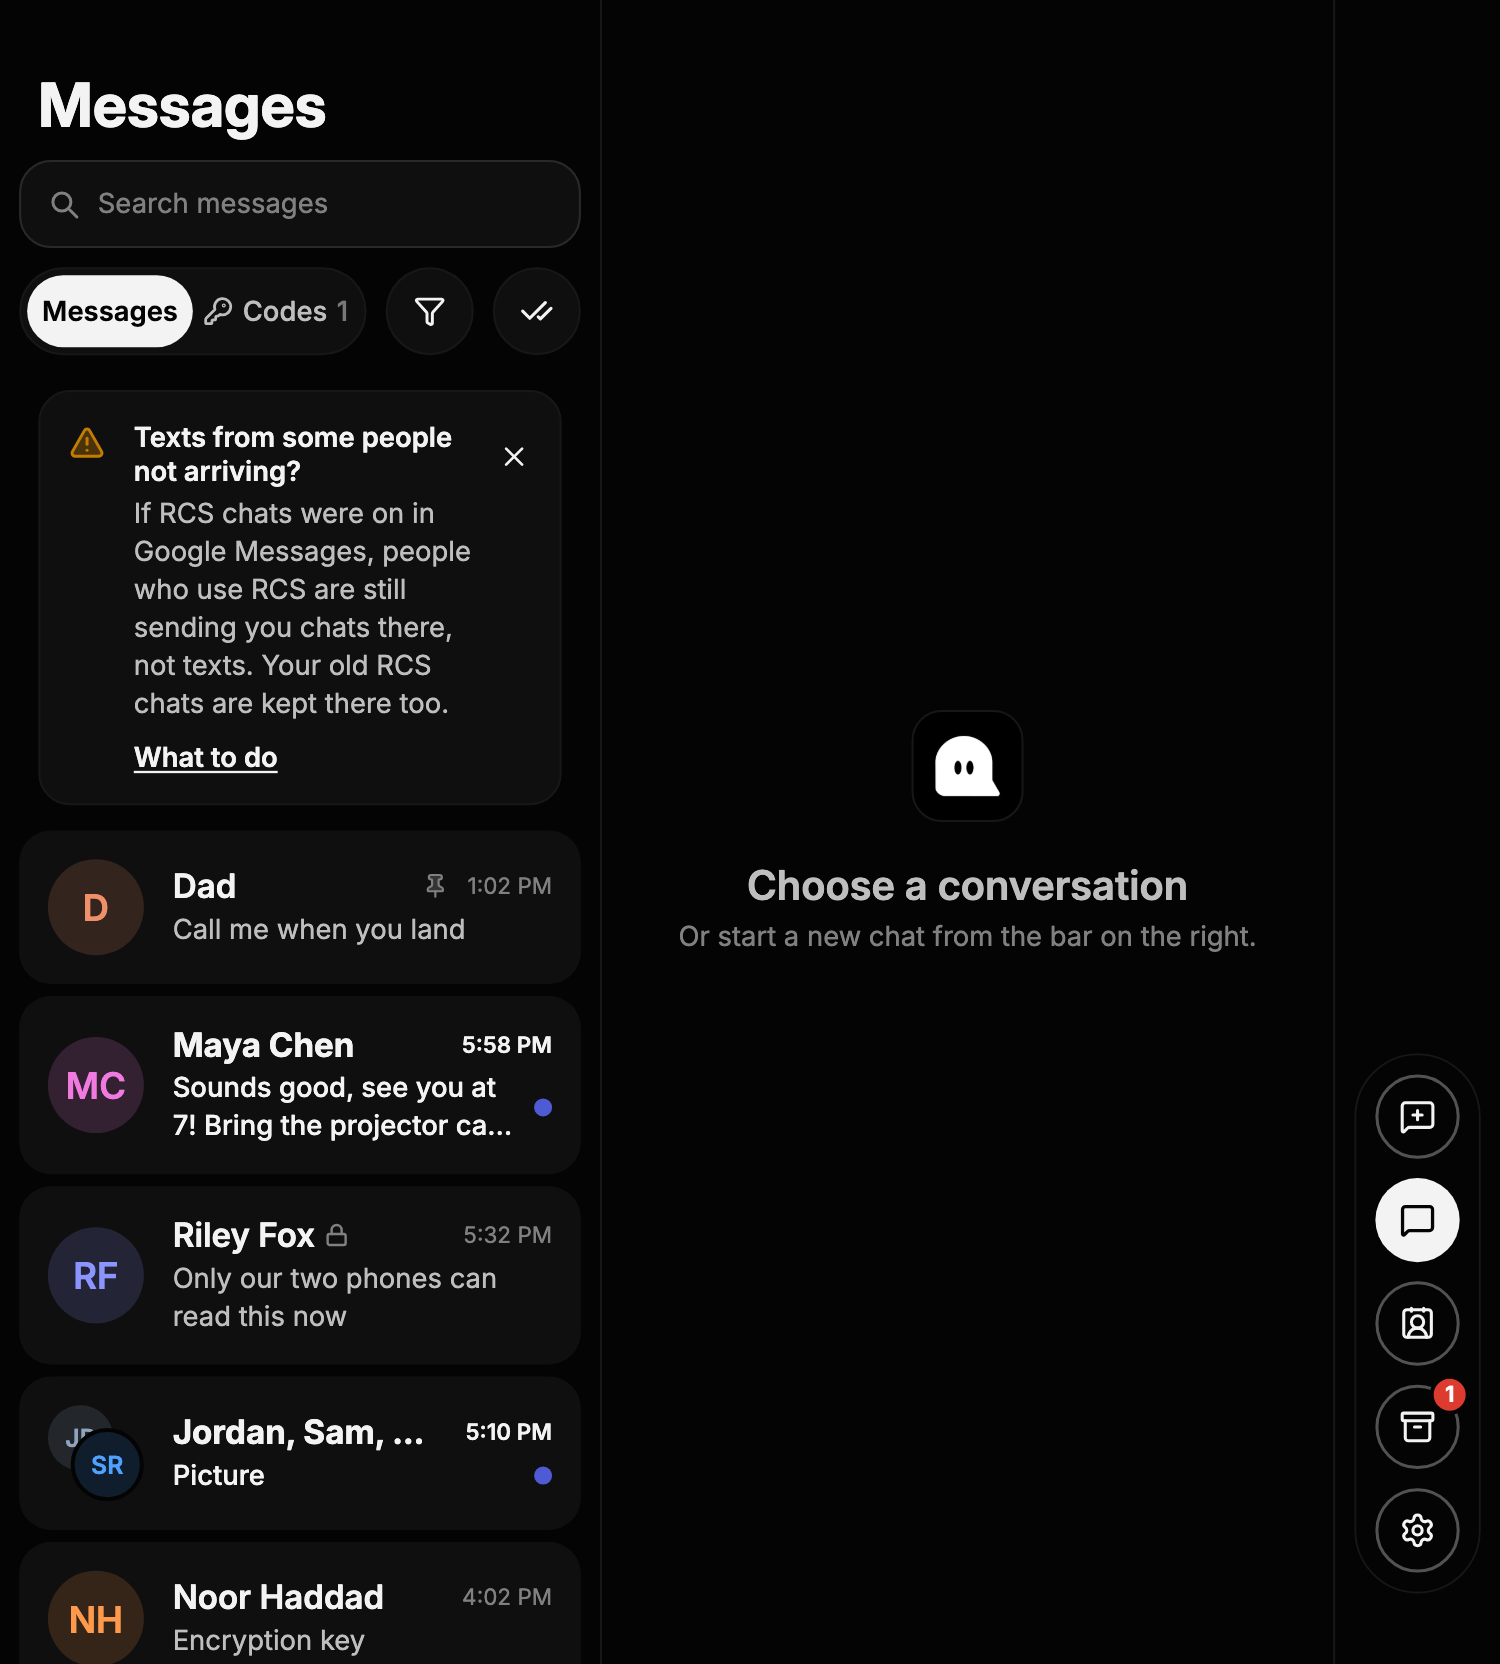 Messages
Search messages
Messages
Codes 1
Texts from some people
not arriving?
If RCS chats were on in
Google Messages, people
who use RCS are still
sending you chats there,
not texts. Your old RCS
chats are kept there too.
What to do
D
Dad
1:02 PM
Call me when you land
MC
Maya Chen
5:58 PM
Sounds good, see you at
7! Bring the projector ca...
RF
Riley Fox
5:32 PM
Only our two phones can
read this now
SR
Jordan, Sam, ...
5:10 PM
Picture
NH
Noor Haddad
4:02 PM
Encryption key
Choose a conversation
Or start a new chat from the bar on the right.
1